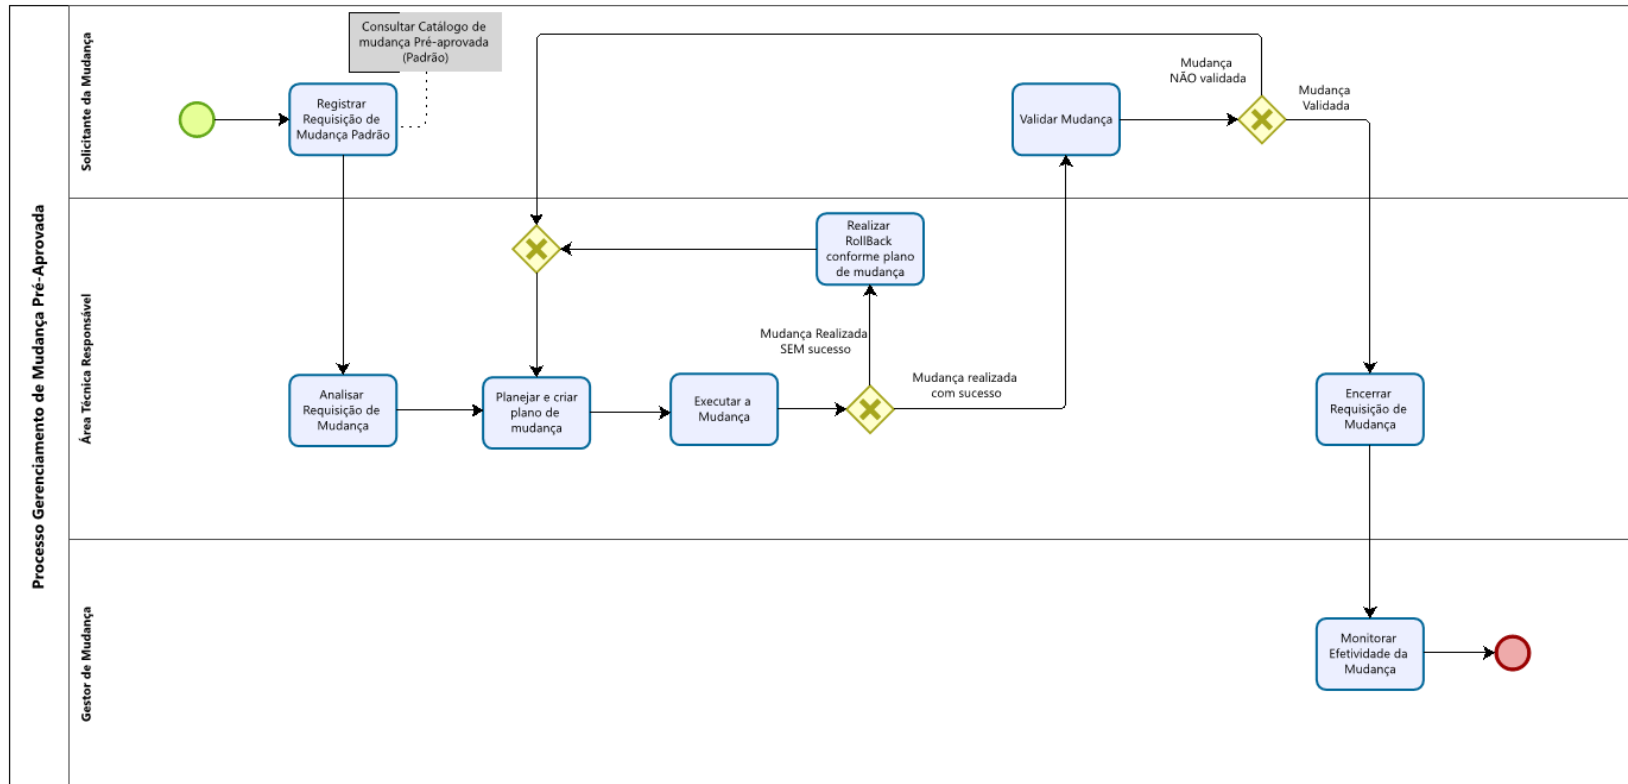 Processo Gerenciamento de Mudança Pré-Aprovada
Solicitante da Mudança
Consultar Catálogo de
mudança Pré-aprovada
(Padrão)
Registrar
Requisição de
Mudança Padrão
Validar Mudança
Mudança
NÃO validada
Mudança
Validada
Área Técnica Responsável
Realizar
RollBack
conforme plano
de mudança
Mudança Realizada
SEM sucesso
Mudança realizada
com sucesso
Analisar
Requisição de
Mudança
Planejar e criar
plano de
mudança
Executar a
Mudança
Encerrar
Requisição de
Mudança
Gestor de Mudança
Monitorar
Efetividade da
Mudança